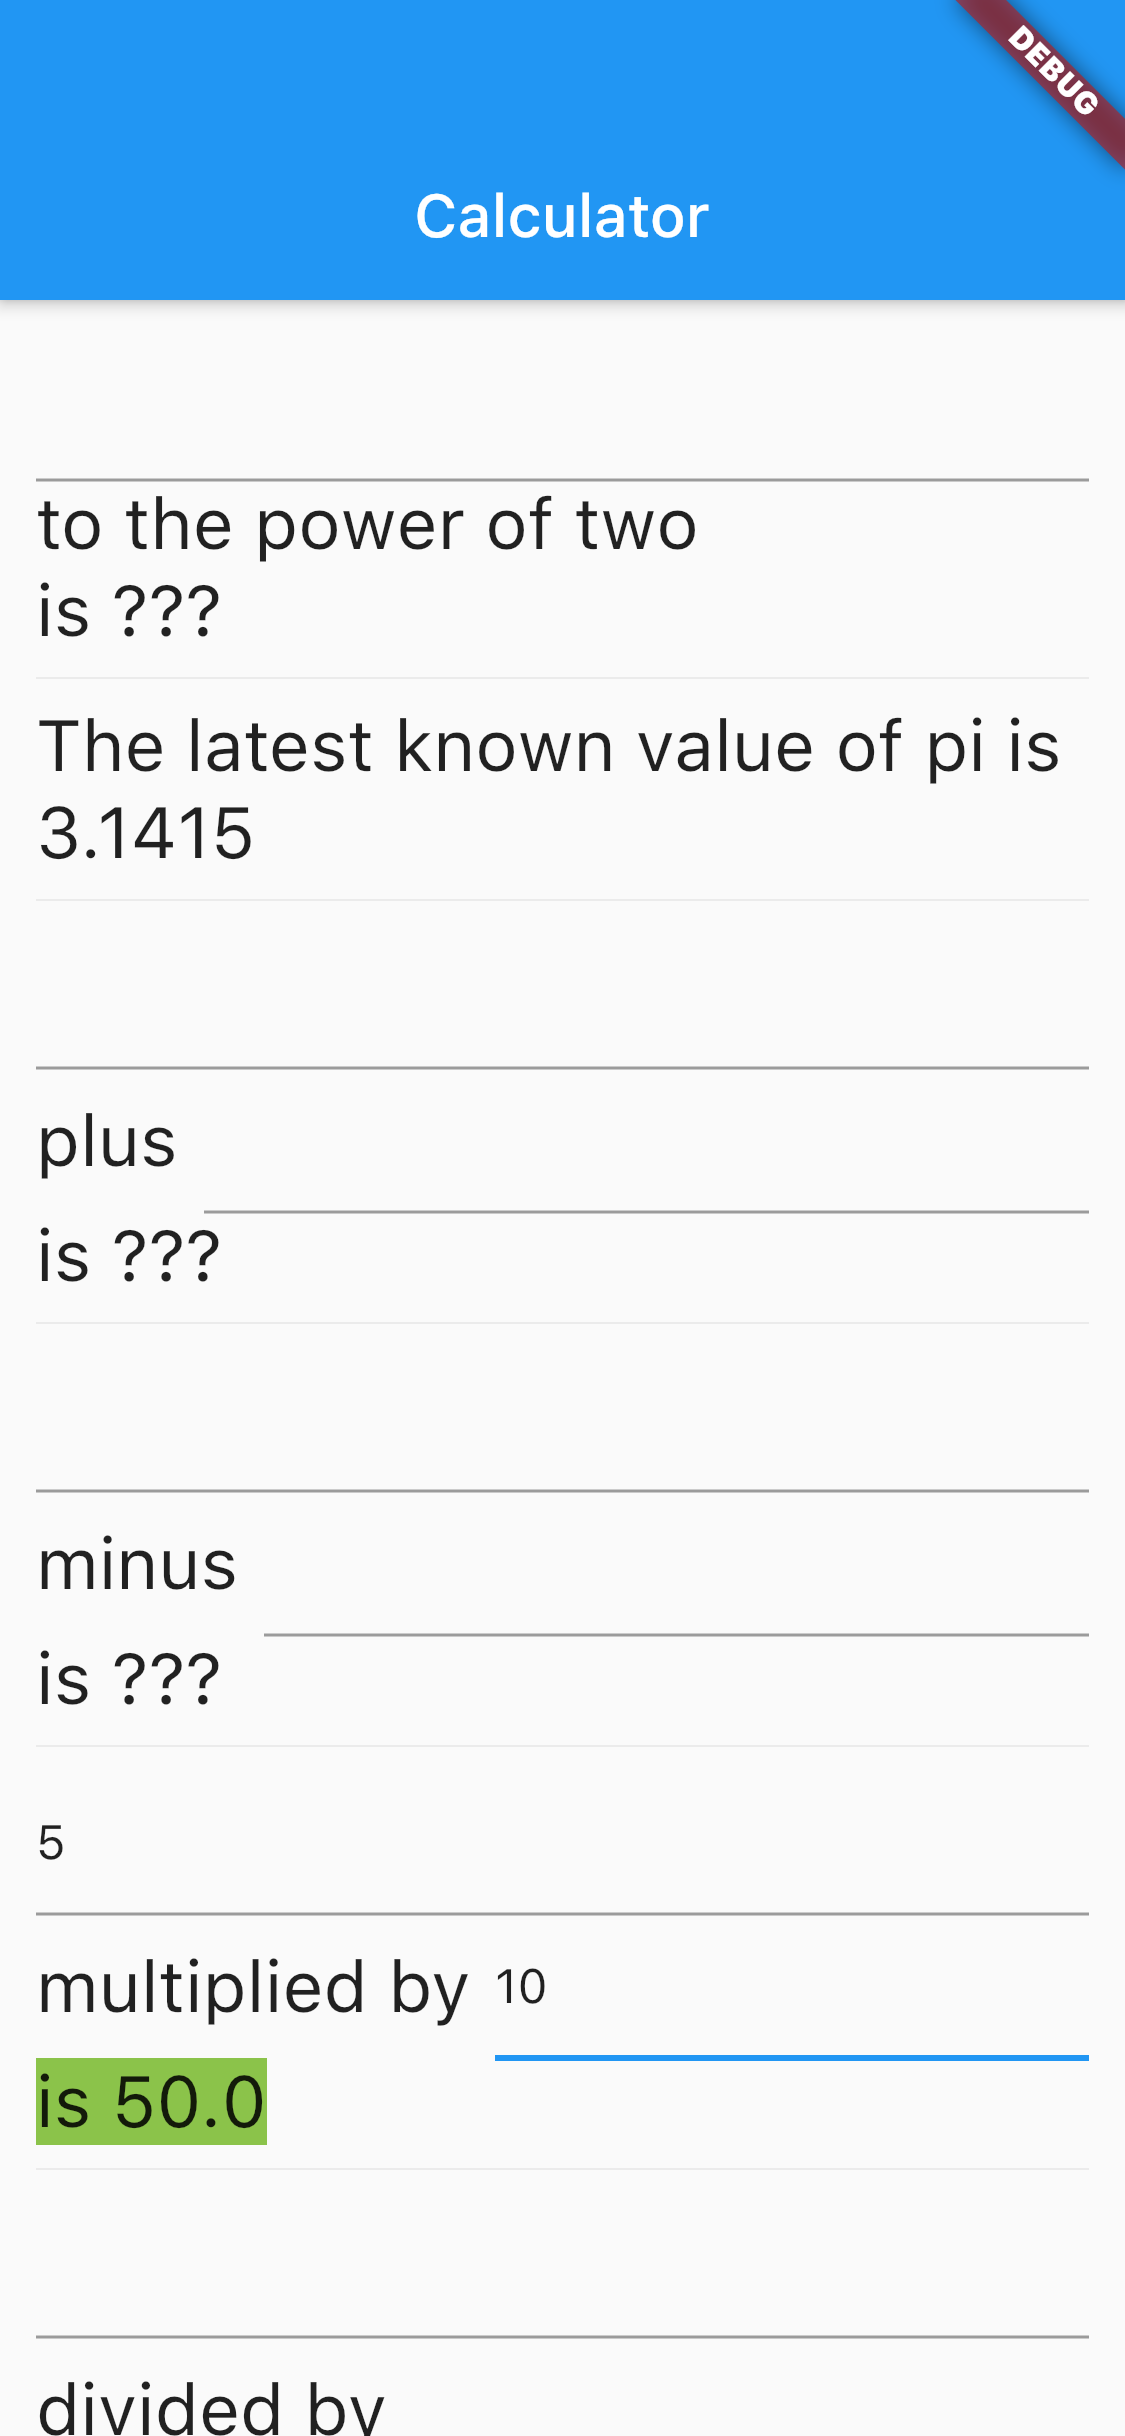 DEBUG
Calculator
to the power of two
is ???
The latest known value of pi is
3.1415
plus
is ???
minus
is ???
5
multiplied by 10
is 50.0
divided by